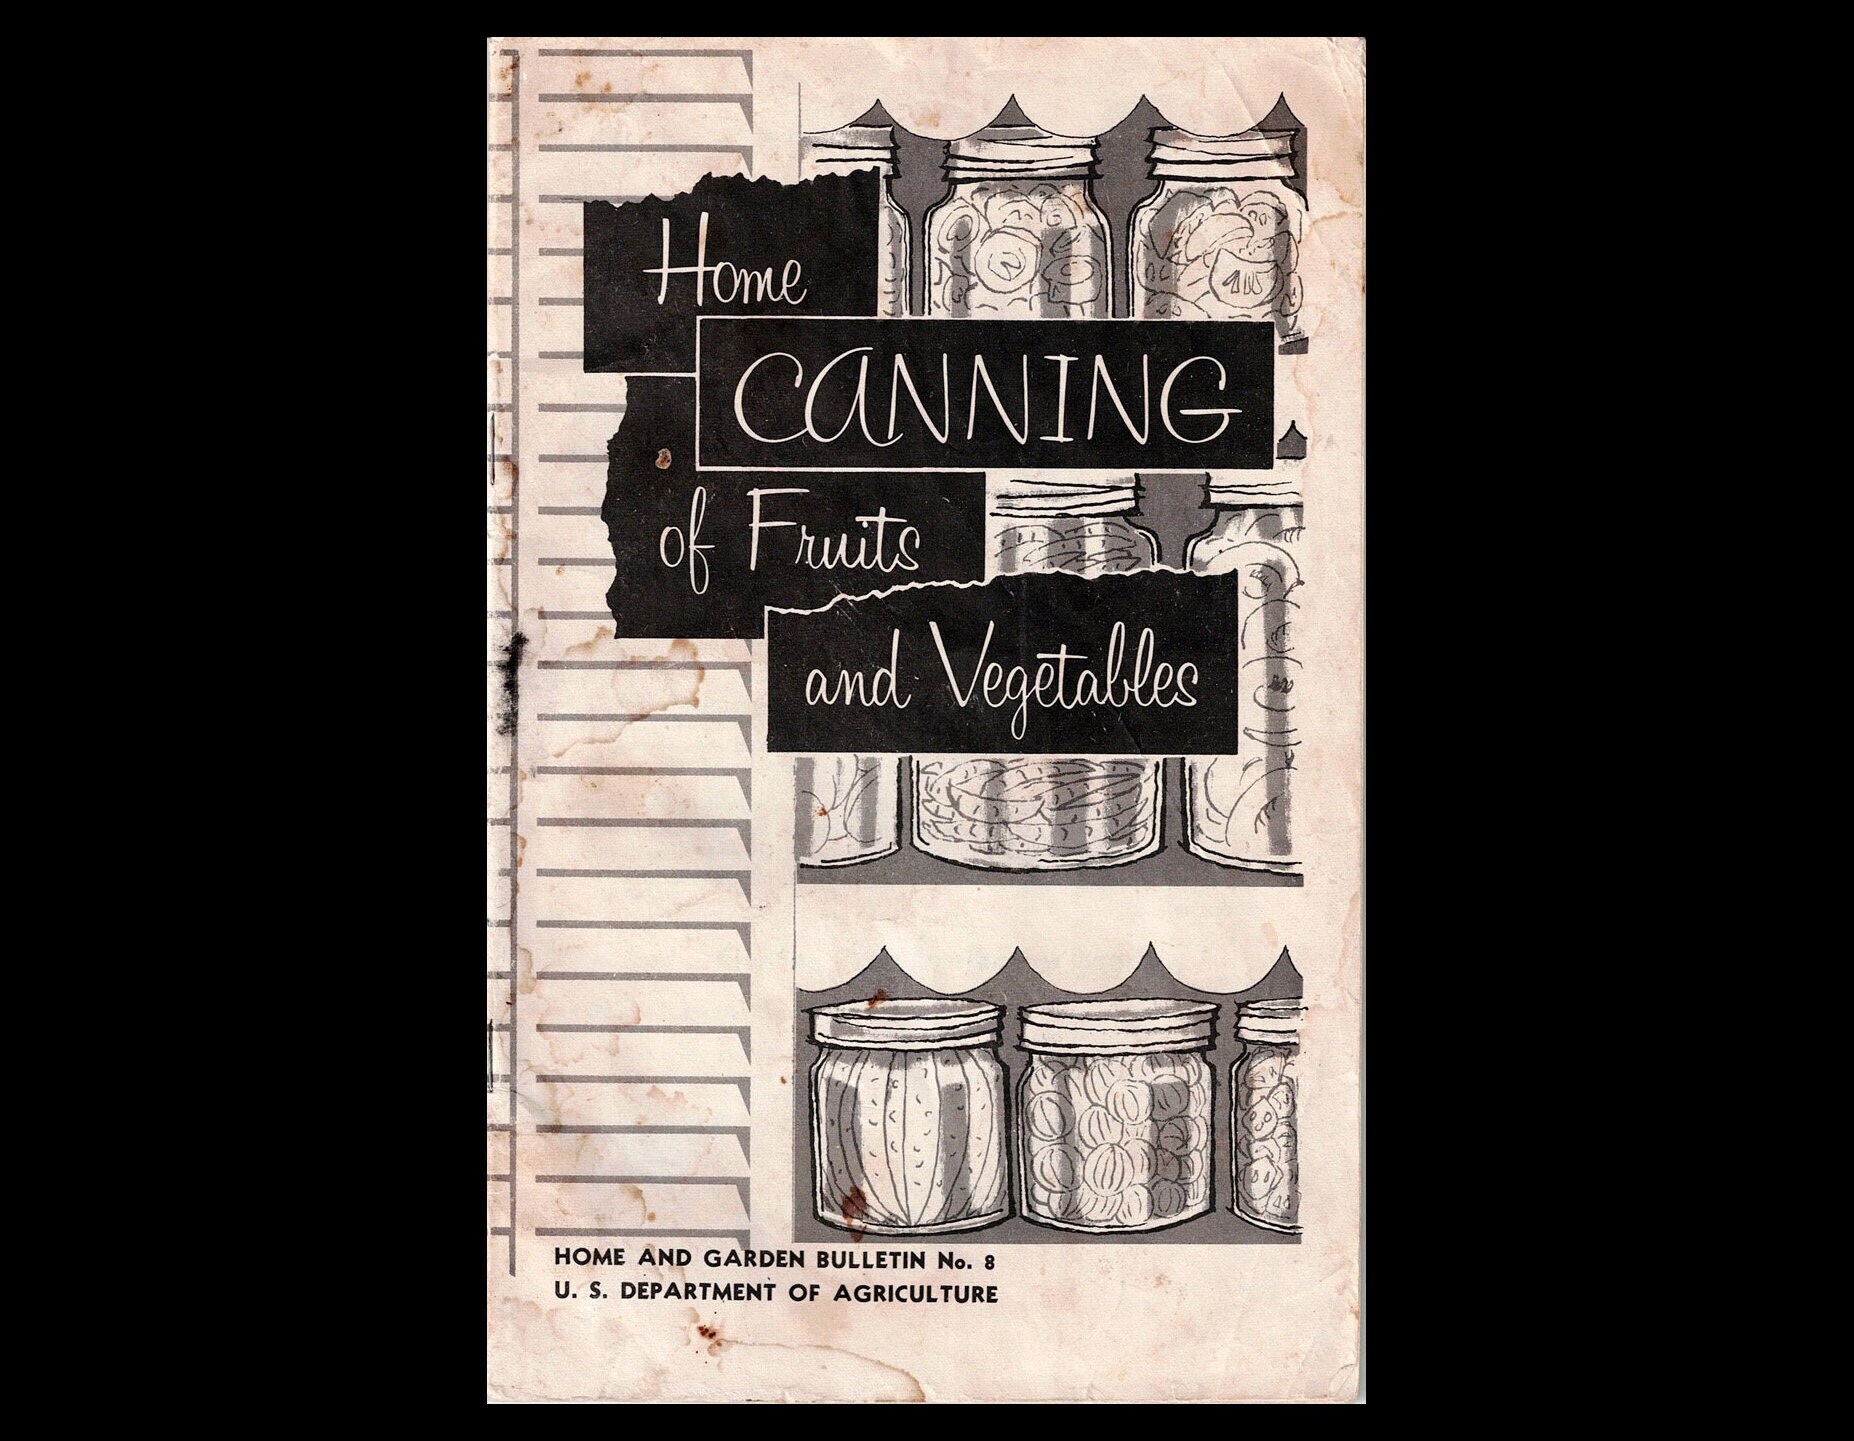 Home
CANNING
of Fruits
and Vegetables
HOME AND GARDEN BULLETIN No. 8
U. S. DEPARTMENT OF AGRICULTURE